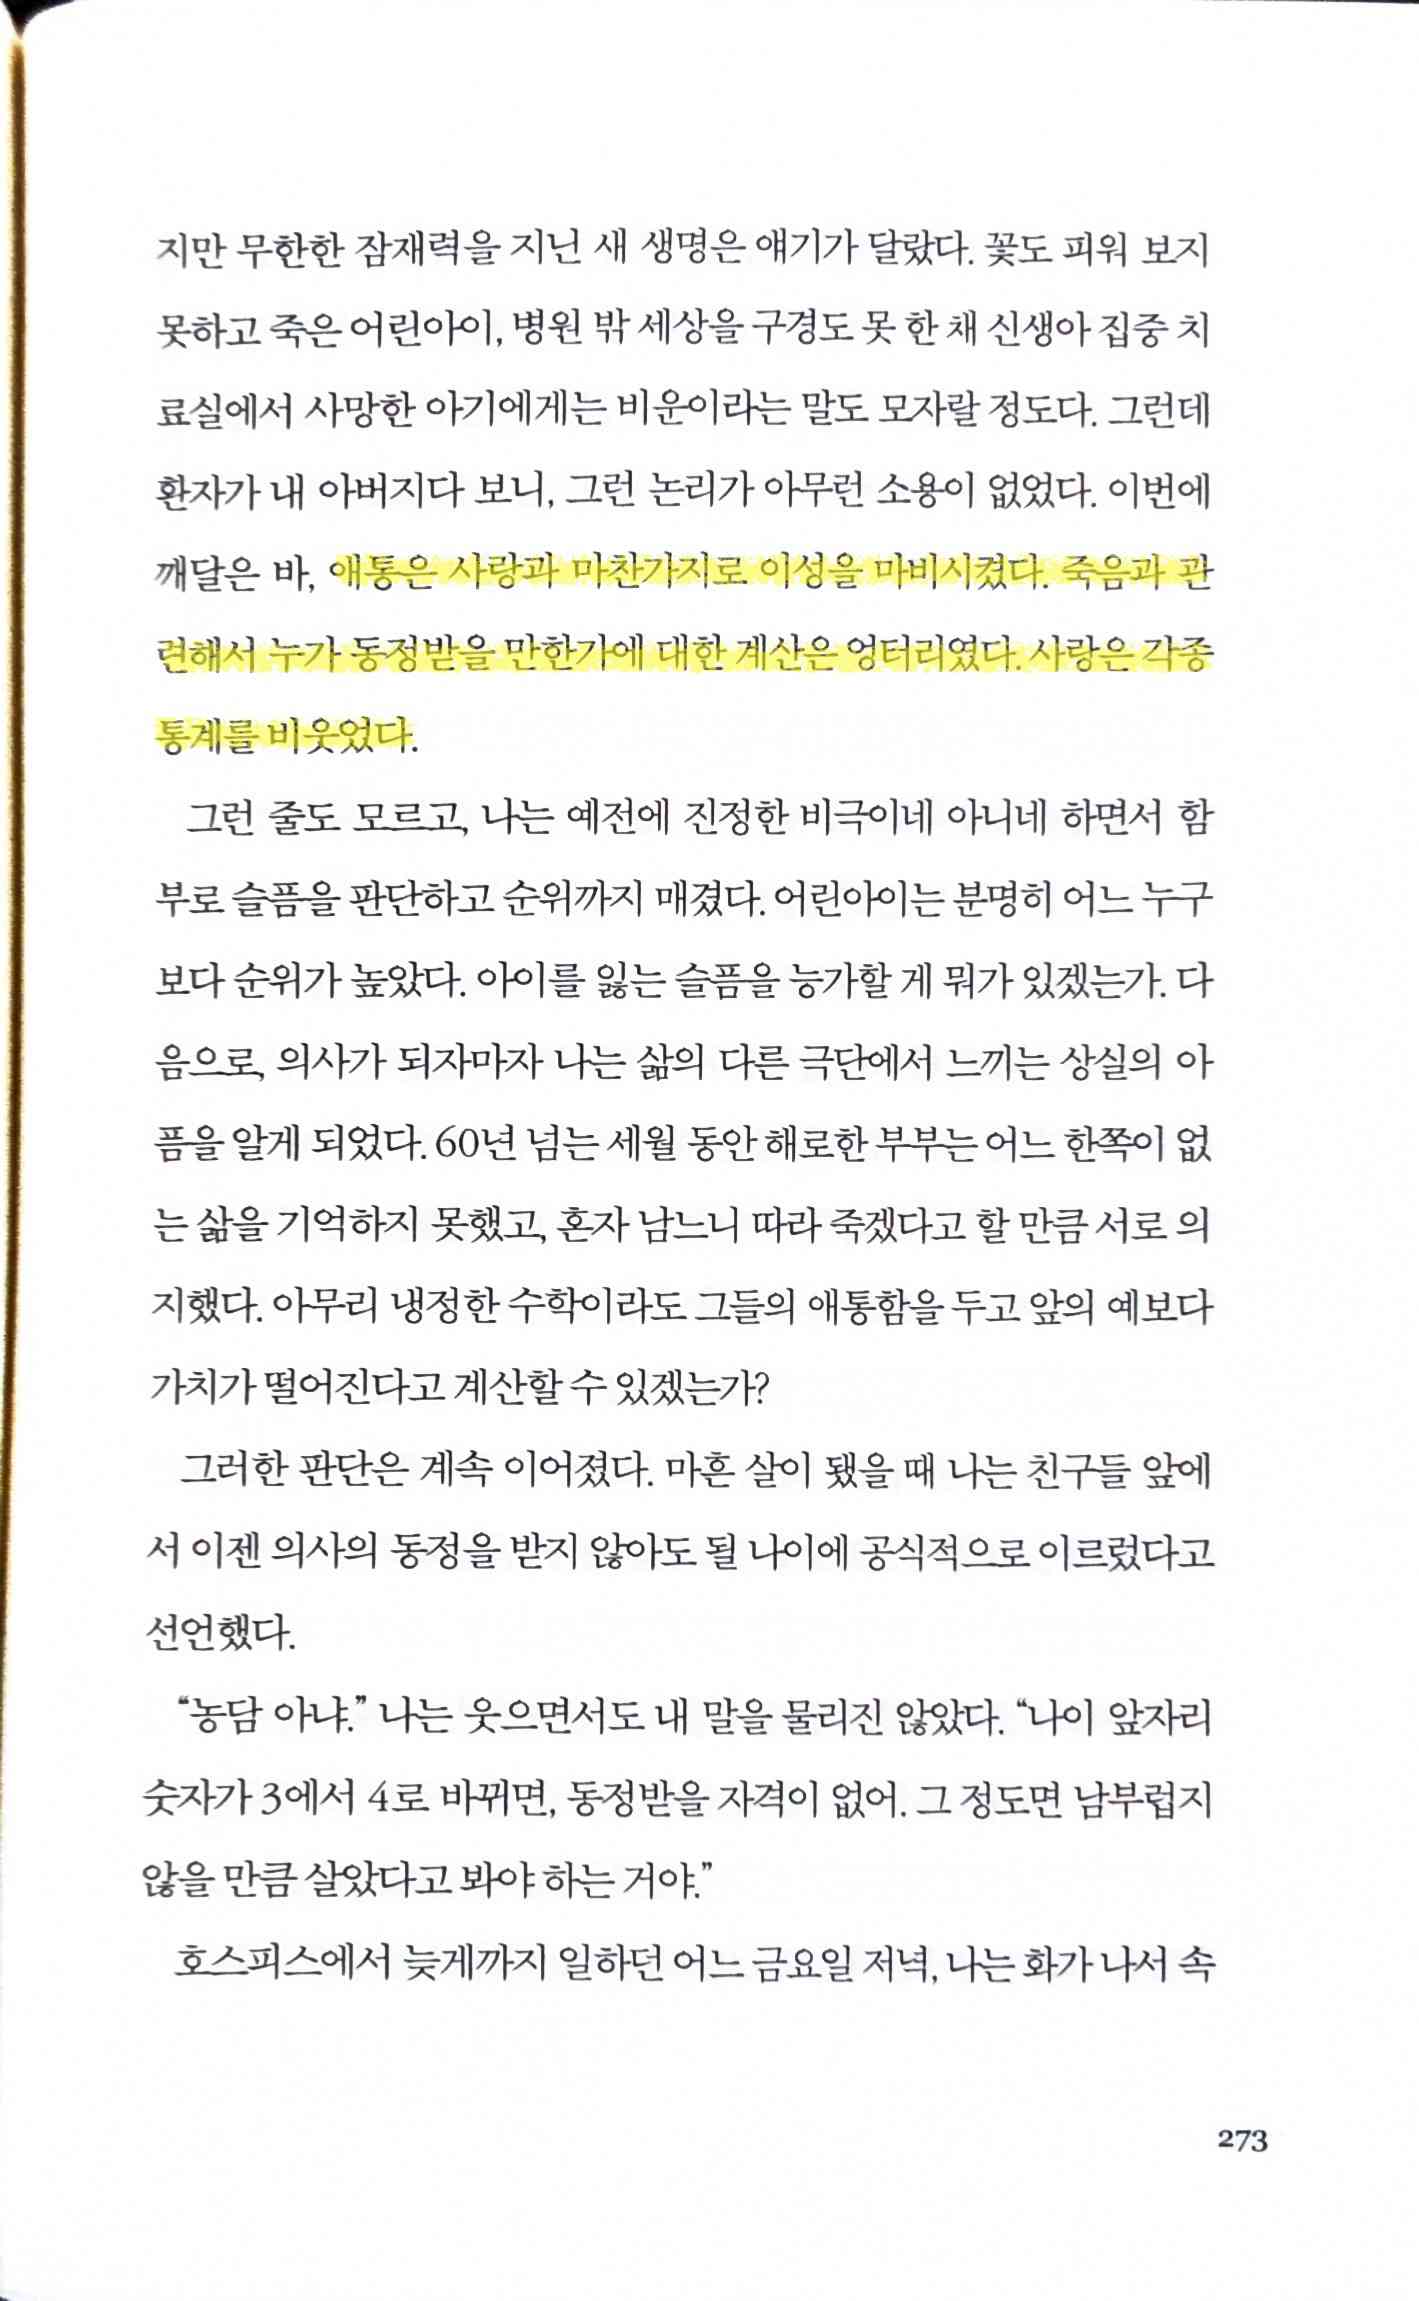 지만 무한한 잠재력을 지닌 새 생명은 얘기가 달랐다. 꽃도 피워 보지
못하고 죽은 어린아이, 병원 밖 세상을 구경도 못 한 채 신생아 집중 치
료실에서 사망한 아기에게는 비운이라는 말도 모자랄 정도다. 그런데
환자가 내 아버지다 보니, 그런 논리가 아무런 소용이 없었다. 이번에
깨달은 바, 애통은 사랑과 마찬가지로 이성을 마비시켰다. 죽음과 관
련해서 누가 동정받을 만한가에 대한 계산은 엉터리였다. 사랑은 각종
통계를 비웃었다.
그런 줄도 모르고, 나는 예전에 진정한 비극이네 아니네 하면서 함
부로 슬픔을 판단하고 순위까지 매겼다. 어린아이는 분명히 어느 누구
보다 순위가 높았다. 아이를 잃는 슬픔을 능가할 게 뭐가 있겠는가. 다
음으로, 의사가 되자마자 나는 삶의 다른 극단에서 느끼는 상실의 아
픔을 알게 되었다. 60년 넘는 세월 동안 해로한 부부는 어느 한쪽이 없
는 삶을 기억하지 못했고, 혼자 남느니 따라 죽겠다고 할 만큼 서로 의
지했다. 아무리 냉정한 수학이라도 그들의 애통함을 두고 앞의 예보다
가치가 떨어진다고 계산할 수 있겠는가?
그러한 판단은 계속 이어졌다. 마흔 살이 됐을 때 나는 친구들 앞에
서 이젠 의사의 동정을 받지 않아도 될 나이에 공식적으로 이르렀다고
선언했다.
“농담 아냐.” 나는 웃으면서도 내 말을 물리진 않았다. “나이 앞자리
숫자가 3에서 4로 바뀌면, 동정받을 자격이 없어. 그 정도면 남부럽지
않을 만큼 살았다고 봐야 하는 거야.”
호스피스에서 늦게까지 일하던 어느 금요일 저녁, 나는 화가 나서 속
273